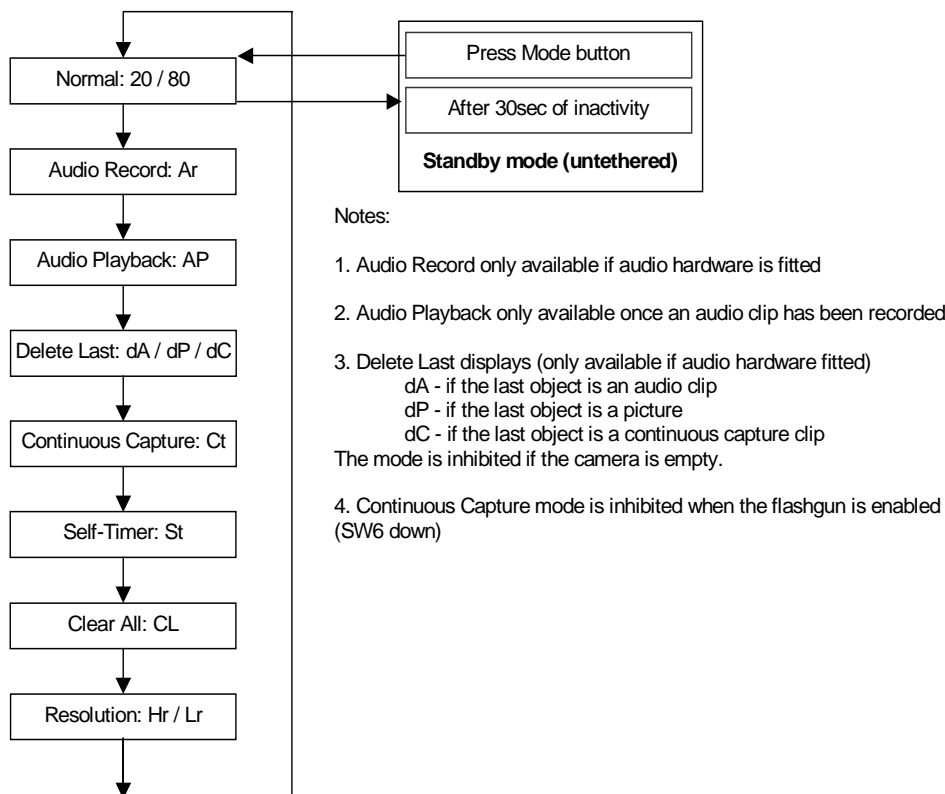 Normal: 20 / 80
Audio Record: Ar
Audio Playback: AP
Delete Last: dA / dP / dC
Continuous Capture: Ct
Self-Timer: St
Clear All: CL
Resolution: Hr / Lr
Press Mode button
After 30sec of inactivity
Standby mode (untethered)
Notes:
1. Audio Record only available if audio hardware is fitted
2. Audio Playback only available once an audio clip has been recorded
3. Delete Last displays (only available if audio hardware fitted)
dA - if the last object is an audio clip
dP - if the last object is a picture
dC - if the last object is a continuous capture clip
The mode is inhibited if the camera is empty.
4. Continuous Capture mode is inhibited when the flashgun is enabled
(SW6 down)